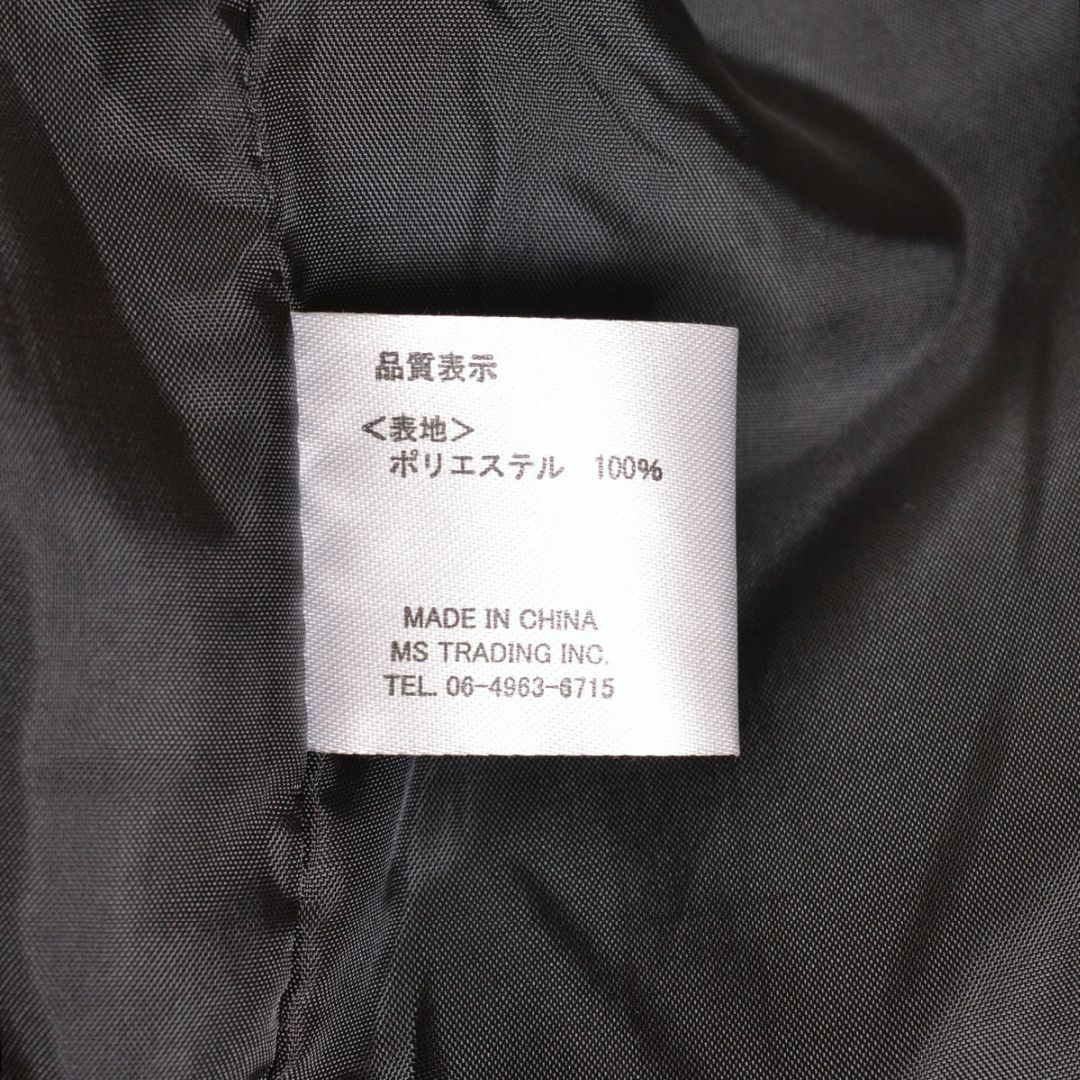 品質表示
＜表地＞
ポリエステル　100%
MADE IN CHINA
MS TRADING INC.
TEL. 06-4963-6715